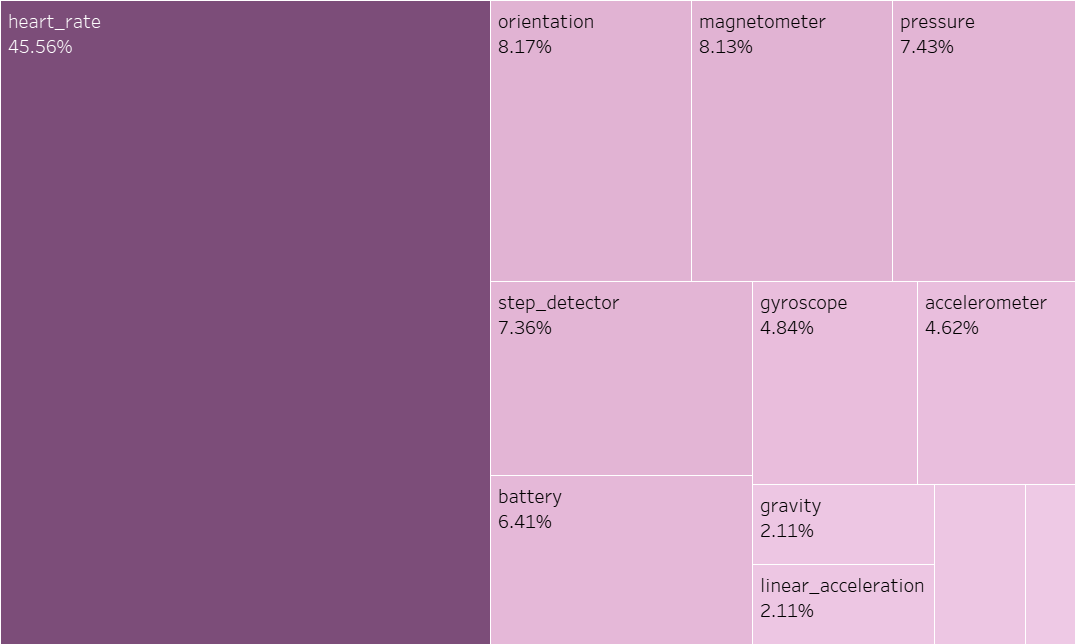 heart_rate
45.56%
orientation
8.17%
magnetometer
8.13%
pressure
7.43%
step_detector
7.36%
gyroscope
4.84%
accelerometer
4.62%
battery
6.41%
gravity
2.11%
linear_acceleration
2.11%